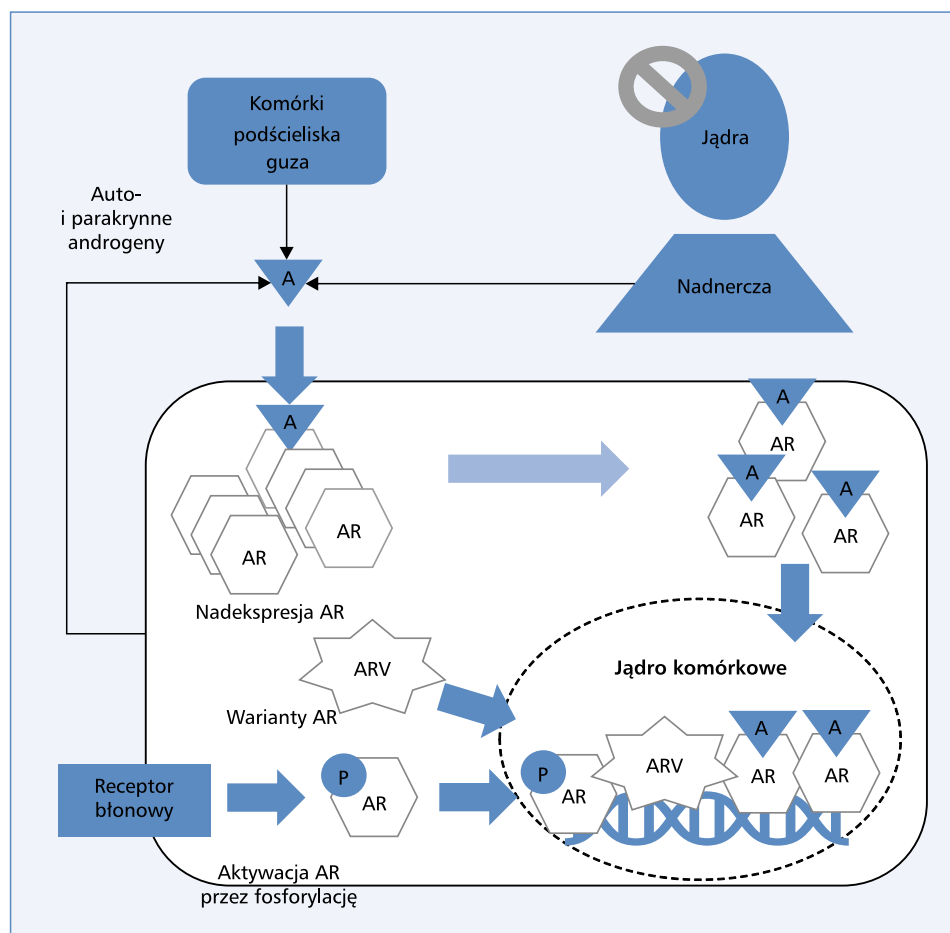 Komórki
podścieliska
guza
Jądra
Auto-
i parakrynne
androgeny
A
Nadnercza
A
AR
AR
Nadekspresja AR
A
AR
A
AR
A
AR
ARV
Warianty AR
Jądro komórkowe
Receptor
błonowy
P
AR
Aktywacja AR
przez fosforylację
P
AR
ARV
A
AR
A
AR